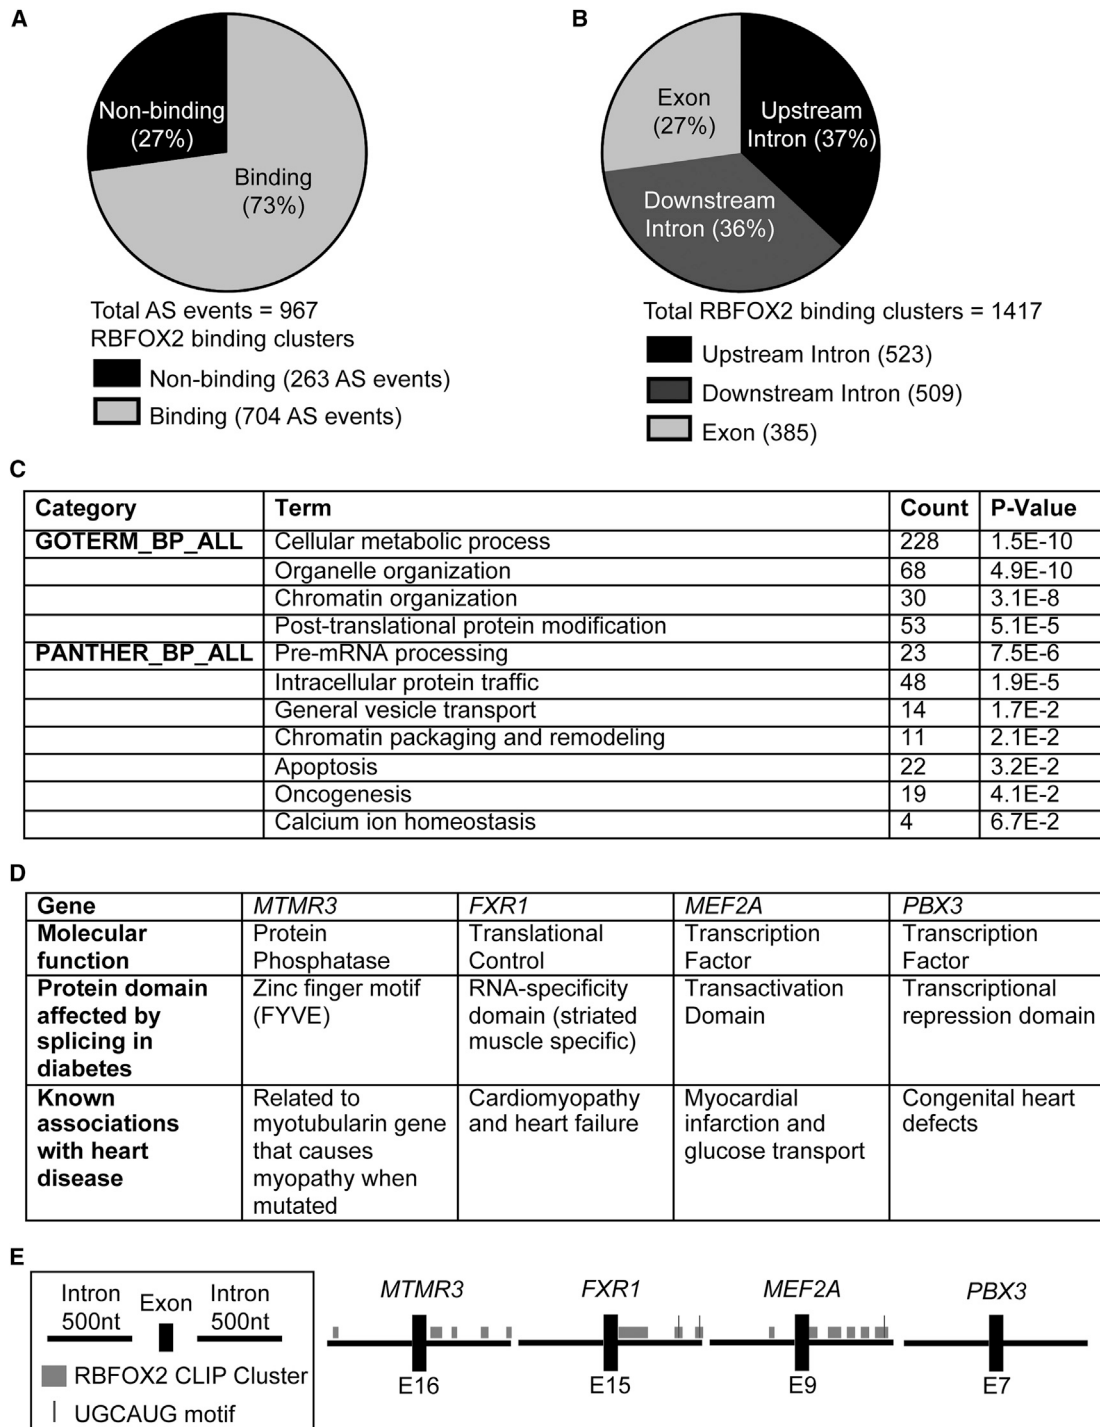 A
Non-binding
(27%)
Binding
(73%)
Total AS events = 967
RBFOX2 binding clusters
Non-binding (263 AS events)
Binding (704 AS events)
B
Exon
(27%)
Upstream
Intron (37%)
Downstream
Intron (36%)
Total RBFOX2 binding clusters = 1417
Upstream Intron (523)
Downstream Intron (509)
Exon (385)
C
Category Term Count P-Value
GOTERM_BP_ALL Cellular metabolic process 228 1.5E-10
Organelle organization 68 4.9E-10
Chromatin organization 30 3.1E-8
Post-translational protein modification 53 5.1E-5
PANTHER_BP_ALL Pre-mRNA processing 23 7.5E-6
Intracellular protein traffic 48 1.9E-5
General vesicle transport 14 1.7E-2
Chromatin packaging and remodeling 11 2.1E-2
Apoptosis 22 3.2E-2
Oncogenesis 19 4.1E-2
Calcium ion homeostasis 4 6.7E-2
D
Gene MTMR3 FXR1 MEF2A PBX3
Molecular
function
Protein
Phosphatase
Translational
Control
Transcription
Factor
Transcription
Factor
Protein domain
affected by
splicing in
diabetes
Zinc finger motif
(FYVE)
RNA-specificity
domain (striated
muscle specific)
Transactivation
Domain
Transcriptional
repression domain
Known
associations
with heart
disease
Related to
myotubularin gene
that causes
myopathy when
mutated
Cardiomyopathy
and heart failure
Myocardial
infarction and
glucose transport
Congenital heart
defects
E
Intron
500nt
Exon
Intron
500nt
RBFOX2 CLIP Cluster
UGCAUG motif
MTMR3
E16
FXR1
E15
MEF2A
E9
PBX3
E7